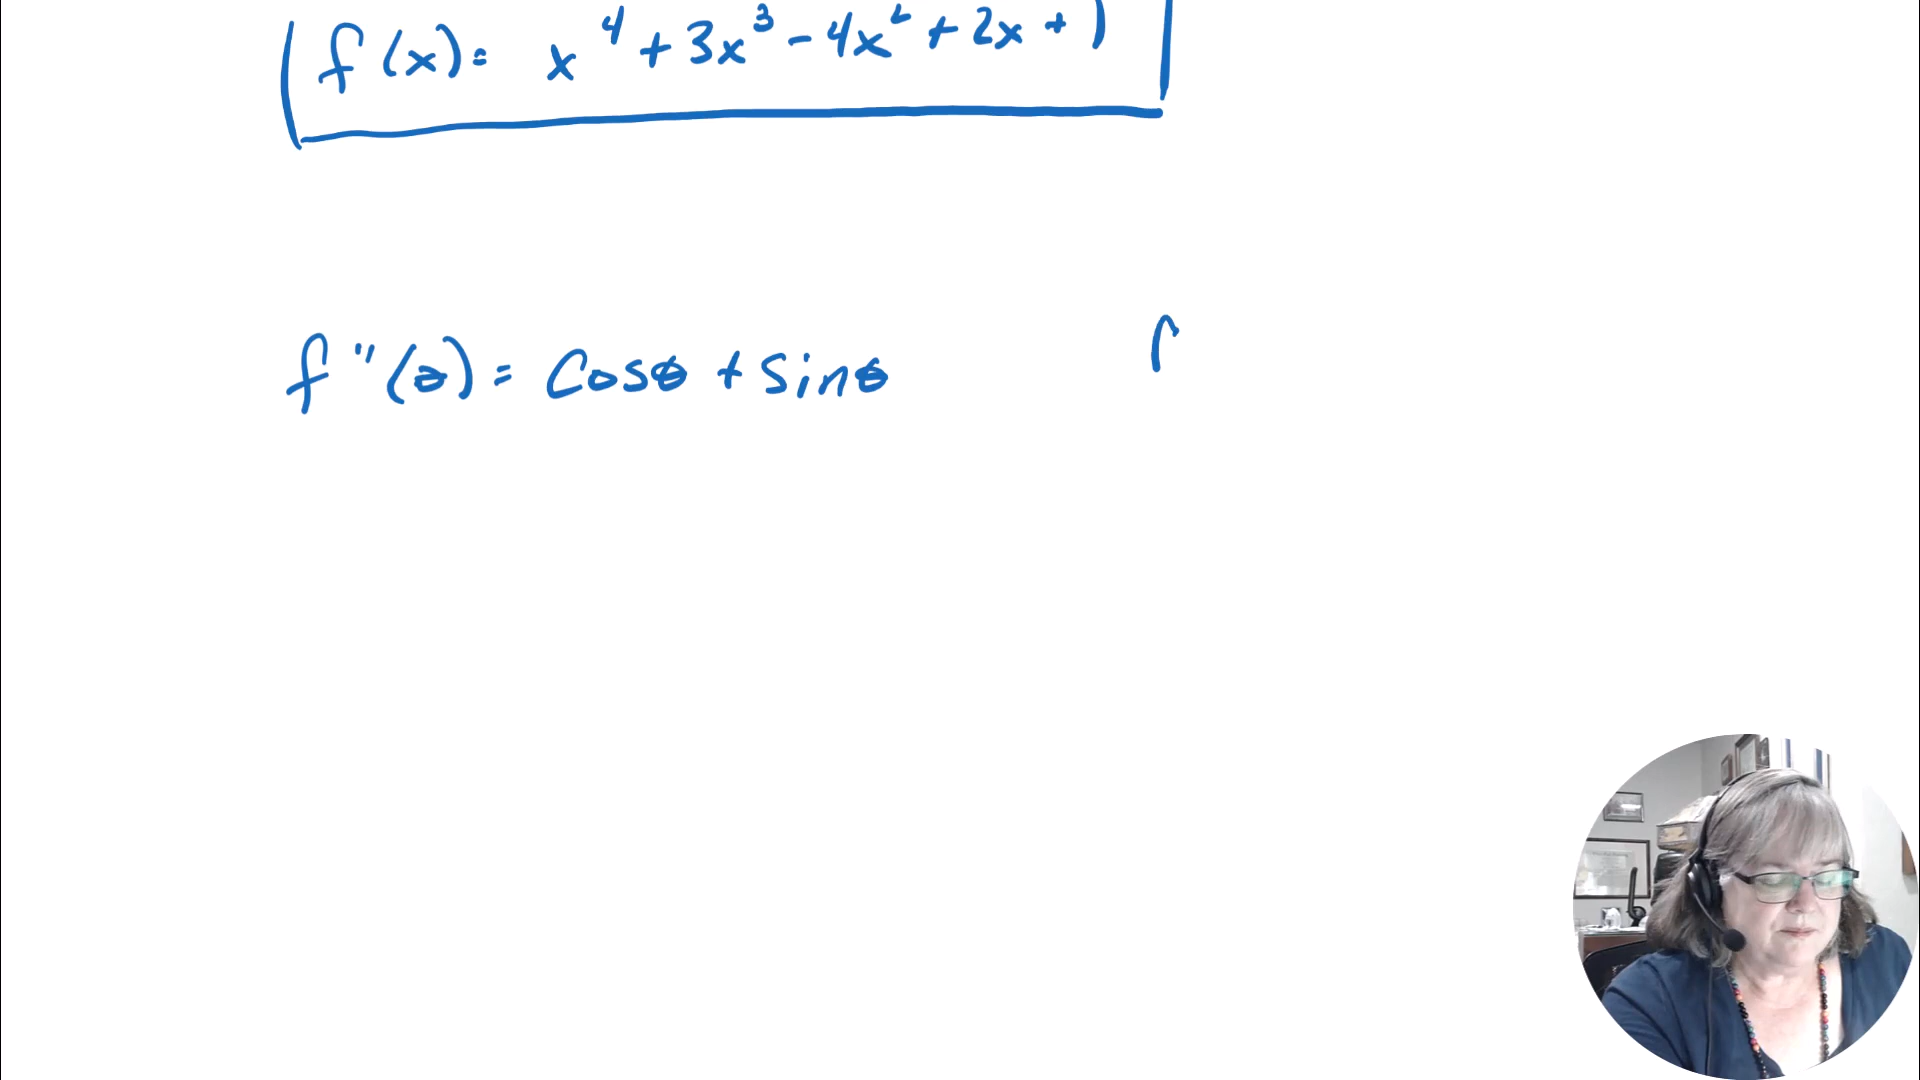 f(x) = x⁴ + 3x³ - 4x² + 2x + 1
f"(θ) = cosθ + sinθ